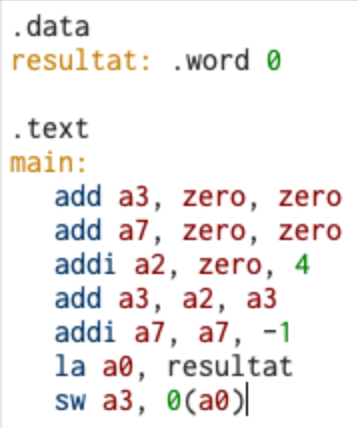 .data
resultat: .word 0
.text
main:
add a3, zero, zero
add a7, zero, zero
addi a2, zero, 4
add a3, a2, a3
addi a7, a7, -1
la a0, resultat
sw a3, 0(a0)